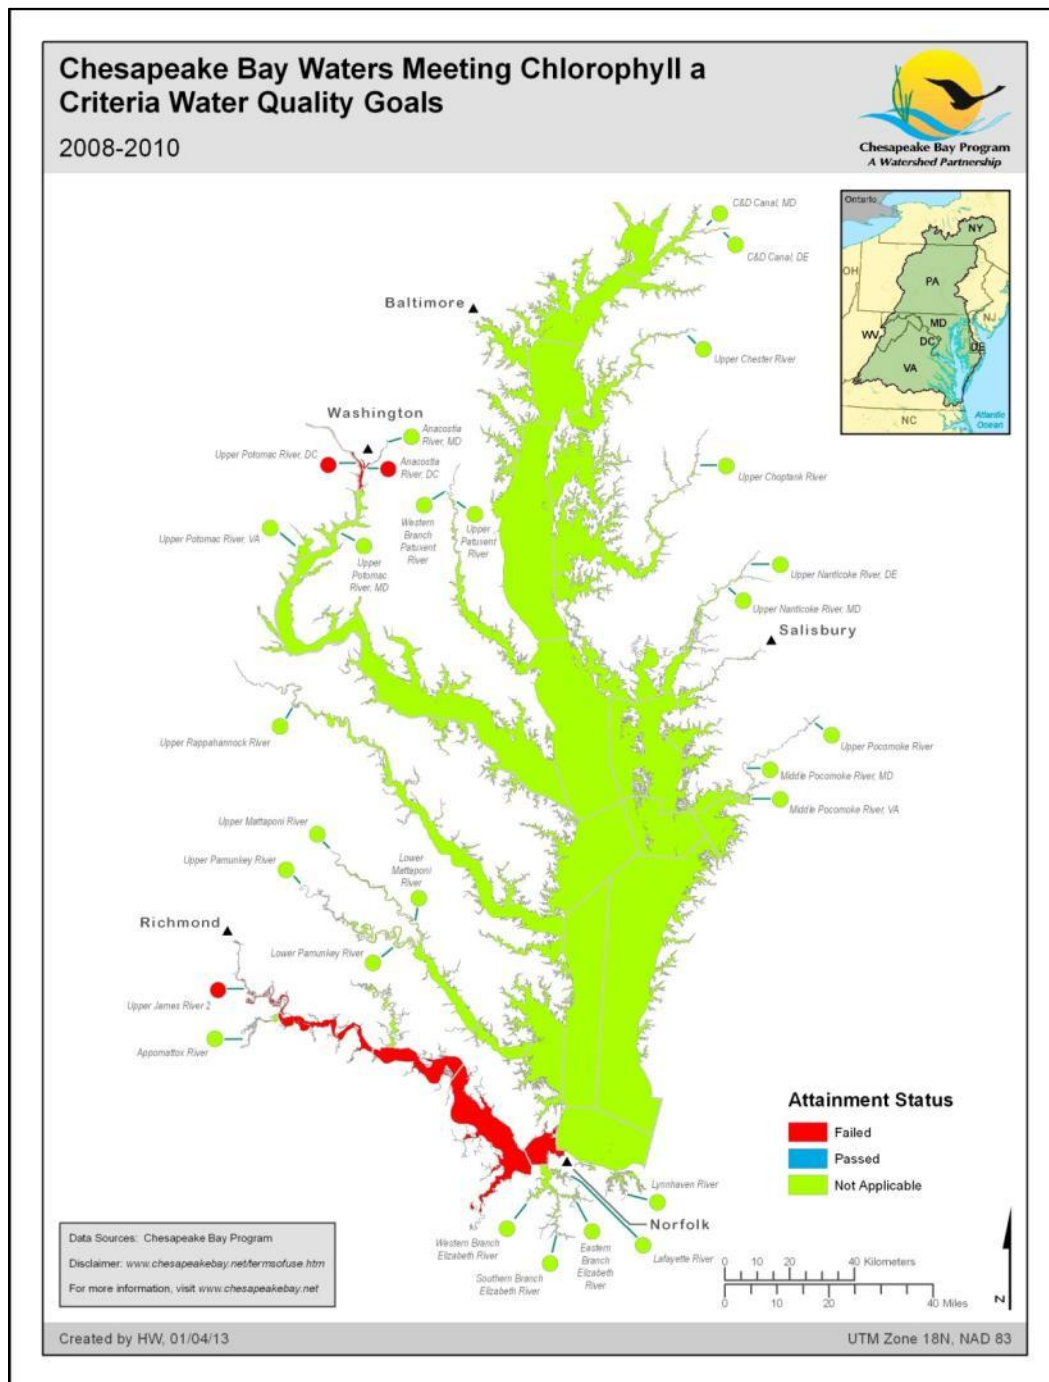 Chesapeake Bay Waters Meeting Chlorophyll a
Criteria Water Quality Goals
2008-2010
Chesapeake Bay Program
A Watershed Partnership
C&D Canal, MD
C&D Canal, DE
Ontario
NY
OH
PA
NJ
MD
WV
DC
DE
VA
NC
Atlantic
Ocean
Baltimore
Upper Chester River
Washington
Anacostia
River, MD
Upper Potomac River, DC
Anacostia
River, DC
Upper Choptank River
Western
Branch
Patuxent
River
Upper
Patuxent
River
Upper Potomac River, VA
Upper
Potomac
River, MD
Upper Nanticoke River, DE
Upper Nanticoke River, MD
Salisbury
Upper Rappahannock River
Upper Pocomoke River
Middle Pocomoke River, MD
Middle Pocomoke River, VA
Upper Mattaponi River
Upper Pamunkey River
Lower
Mattaponi
River
Richmond
Lower Pamunkey River
Upper James River 2
Appomattox River
Attainment Status
Failed
Passed
Not Applicable
Lynnhaven River
Norfolk
Western Branch
Elizabeth River
Southern Branch
Elizabeth River
Eastern
Branch
Elizabeth
River
Lafayette River
Data Sources: Chesapeake Bay Program
Disclaimer: www.chesapeakebay.net/termsofuse.htm
For more information, visit www.chesapeakebay.net
0 10 20 40 Kilometers
0 10 20 40 Miles
N
Created by HW, 01/04/13
UTM Zone 18N, NAD 83